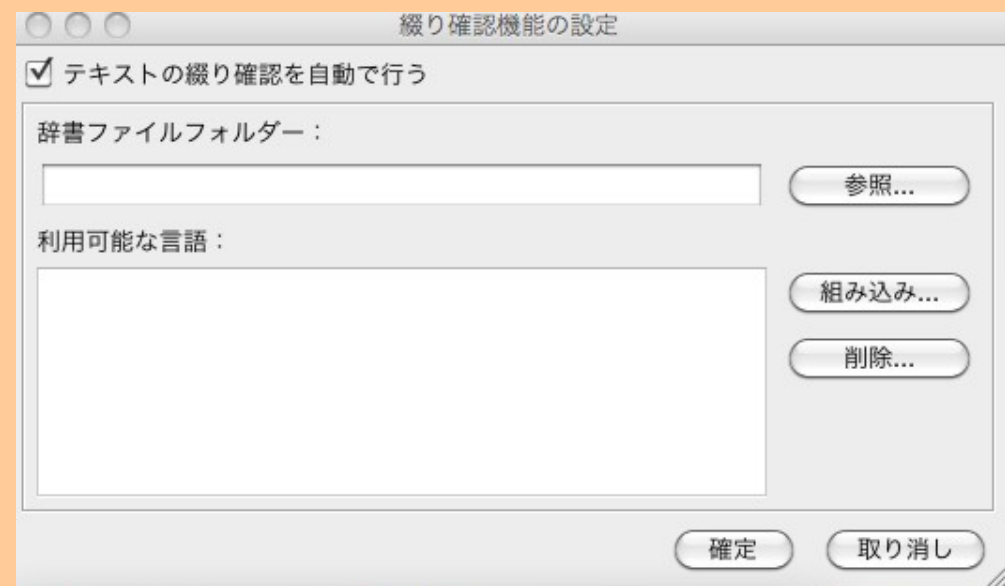 綴り確認機能の設定
テキストの綴り確認を自動で行う
辞書ファイルフォルダー：
参照...
利用可能な言語：
組み込み...
削除...
確定
取り消し